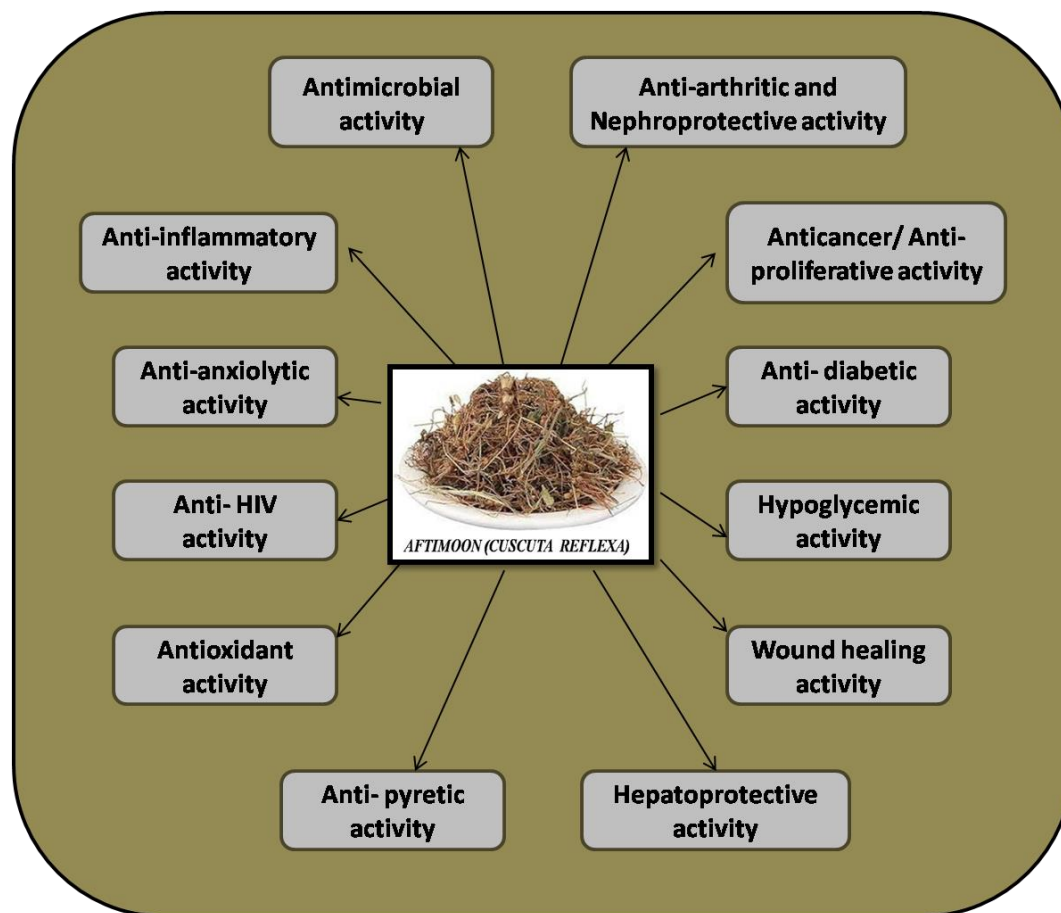 Antimicrobial
activity
Anti-arthritic and
Nephroprotective activity
Anti-inflammatory
activity
Anticancer/ Anti-
proliferative activity
Anti-anxiolytic
activity
Anti- diabetic
activity
Anti- HIV
activity
Hypoglycemic
activity
AFTIMOON (CUSCUTA REFLEXA)
Antioxidant
activity
Wound healing
activity
Anti- pyretic
activity
Hepatoprotective
activity